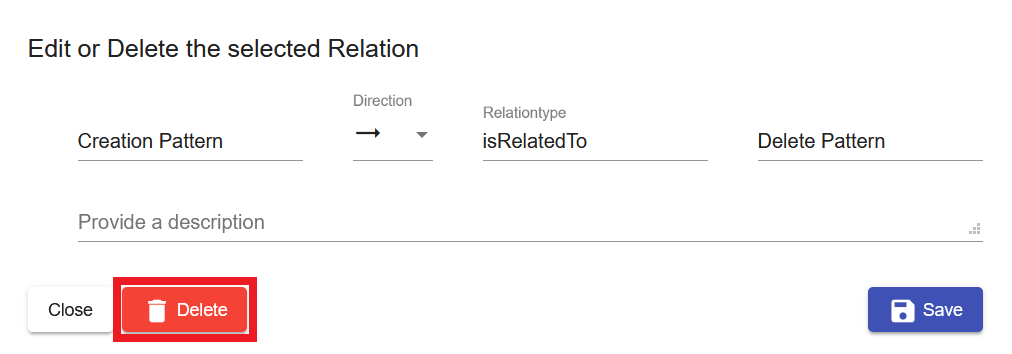 Edit or Delete the selected Relation
Direction
Relationtype
Creation Pattern
isRelatedTo
Delete Pattern
Provide a description
Close
Delete
Save